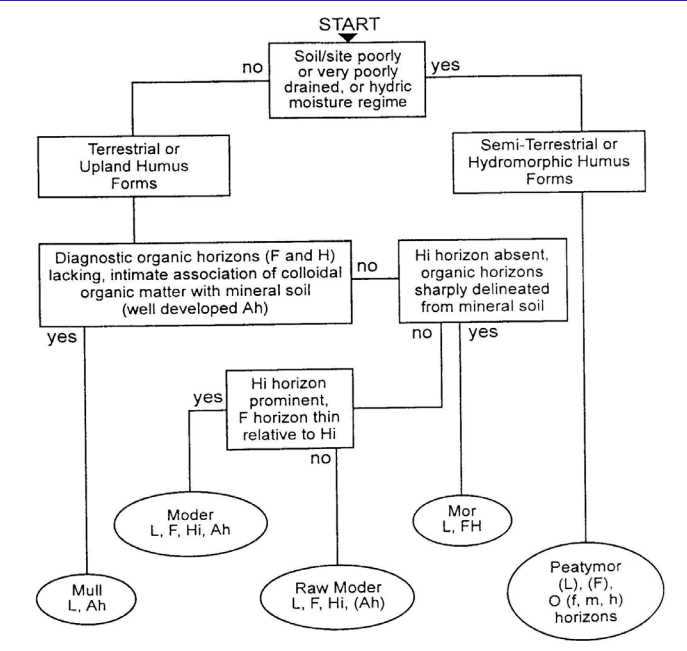 START
Soil/site poorly
or very poorly
drained, or hydric
moisture regime
no
yes
Terrestrial or
Upland Humus
Forms
Semi-Terrestrial or
Hydromorphic Humus
Forms
Diagnostic organic horizons (F and H)
lacking, intimate association of colloidal
organic matter with mineral soil
(well developed Ah)
no
Hi horizon absent,
organic horizons
sharply delineated
from mineral soil
yes
no
yes
Hi horizon
prominent,
F horizon thin
relative to Hi
yes
no
Moder
L, F, Hi, Ah
Mor
L, FH
Mull
L, Ah
Raw Moder
L, F, Hi, (Ah)
Peatymor
(L), (F),
O (f, m, h)
horizons